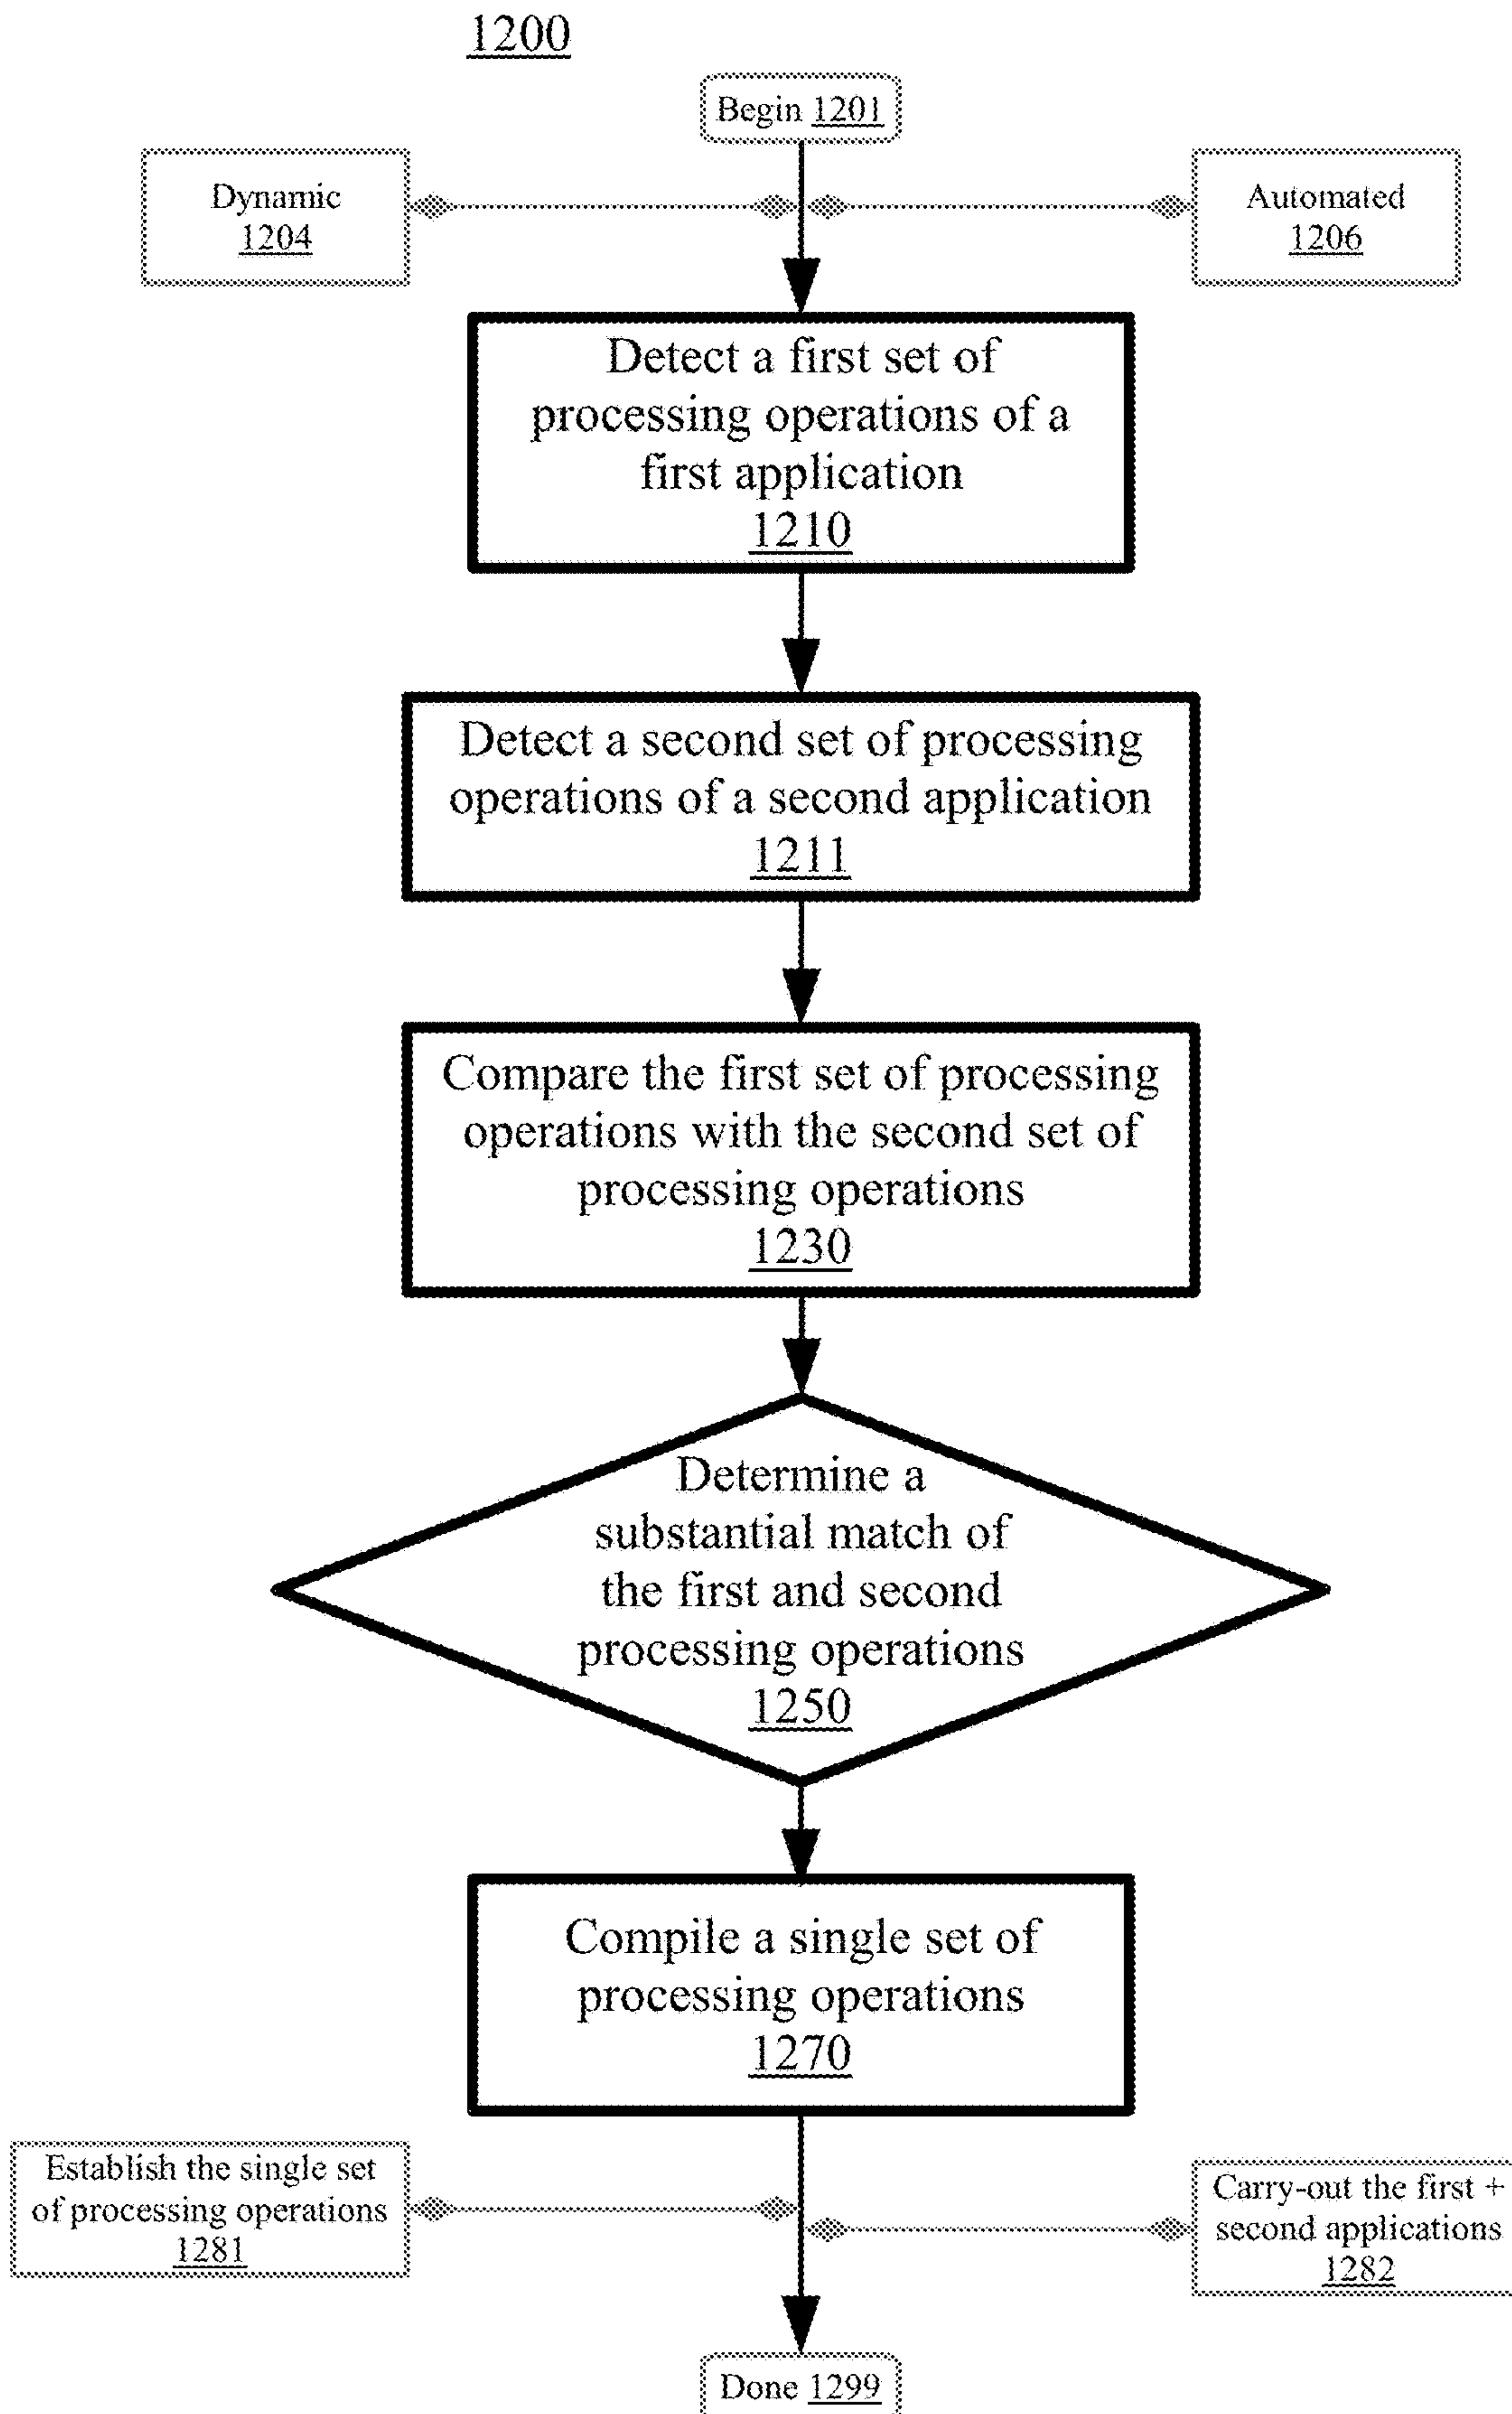 1200
Begin 1201
Dynamic
1204
Automated
1206
Detect a first set of
processing operations of a
first application
1210
Detect a second set of processing
operations of a second application
1211
Compare the first set of processing
operations with the second set of
processing operations
1230
Determine a
substantial match of
the first and second
processing operations
1250
Compile a single set of
processing operations
1270
Establish the single set
of processing operations
1281
Carry-out the first +
second applications
1282
Done 1299